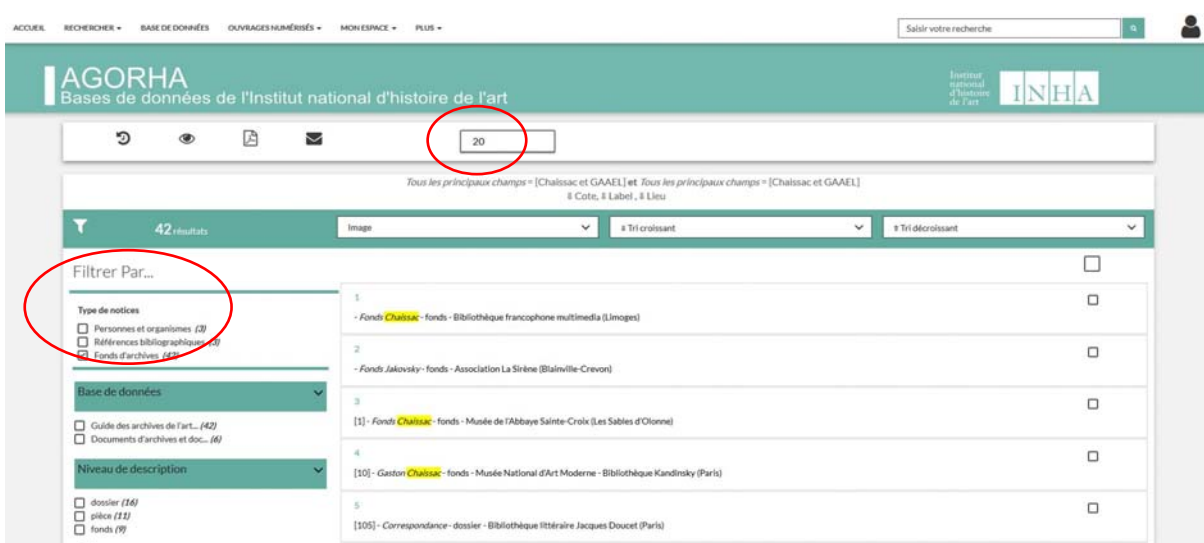 ACCUEIL RECHERCHER BASE DE DONNÉES OUVRAGES NUMÉRISÉS MON ESPACE PLUS Saisir votre recherche
AGORHA
Bases de données de l'Institut national d'histoire de l'art
Institut
national
d'histoire
de l'art
INHA
20
Tous les principaux champs = [Chaissac et GAAEL] et Tous les principaux champs = [Chaissac et GAAEL]
Cote, Label, Lieu
42 résultats Image Tri croissant Tri décroissant
Filtrer Par...
Type de notices
Personnes et organismes (3)
Références bibliographiques (3)
Fonds d'archives (42)
Base de données
Guide des archives de l'art... (42)
Documents d'archives et doc... (6)
Niveau de description
dossier (16)
pièce (11)
fonds (9)
1
- Fonds Chaissac - fonds - Bibliothèque francophone multimedia (Limoges)
2
- Fonds Jakovsky - fonds - Association La Sirène (Blainville-Crevon)
3
[1] - Fonds Chaissac - fonds - Musée de l'Abbaye Sainte-Croix (Les Sables d'Olonne)
4
[10] - Gaston Chaissac - fonds - Musée National d'Art Moderne - Bibliothèque Kandinsky (Paris)
5
[105] - Correspondance - dossier - Bibliothèque littéraire Jacques Doucet (Paris)